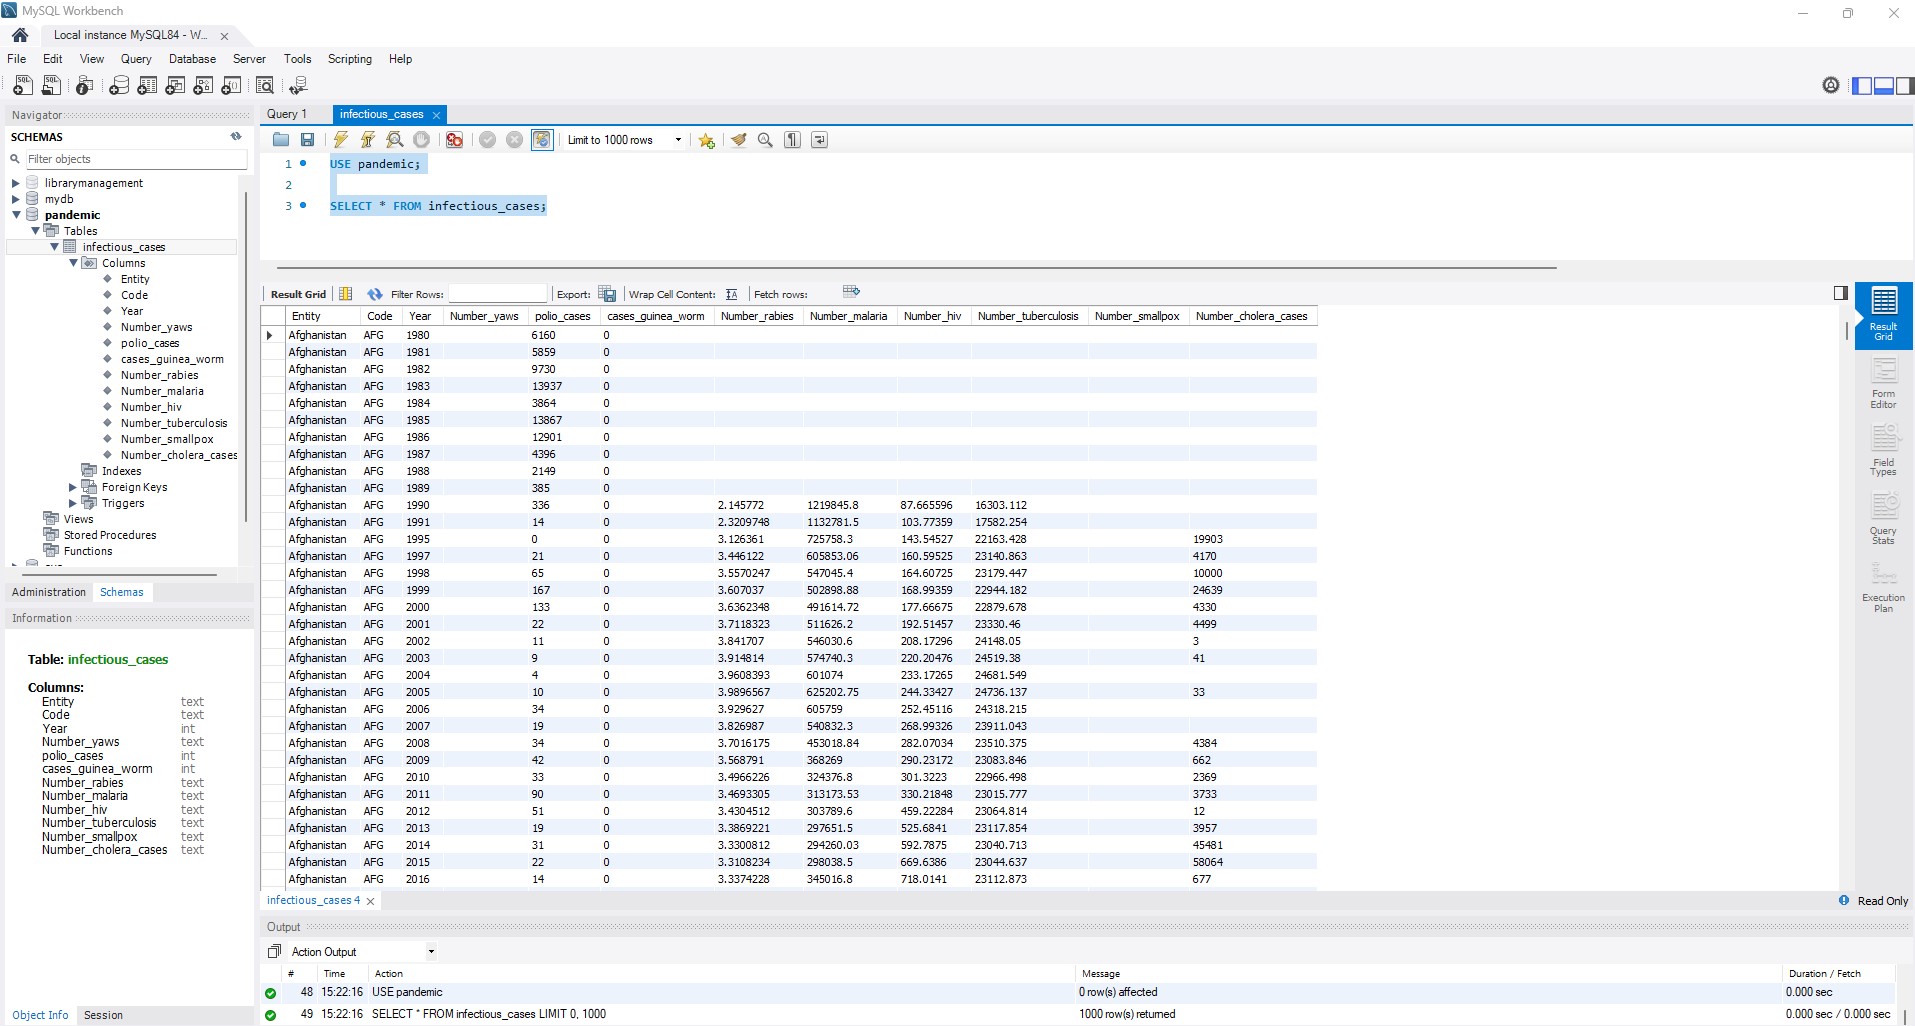 MySQL Workbench
Local instance MySQL84 - W...
File Edit View Query Database Server Tools Scripting Help
Navigator
SCHEMAS
Filter objects
librarymanagement
mydb
pandemic
Tables
infectious_cases
Columns
Entity
Code
Year
Number_yaws
polio_cases
cases_guinea_worm
Number_rabies
Number_malaria
Number_hiv
Number_tuberculosis
Number_smallpox
Number_cholera_cases
Indexes
Foreign Keys
Triggers
Views
Stored Procedures
Functions
Administration Schemas
Information
Table: infectious_cases
Columns:
Entity text
Code text
Year int
Number_yaws text
polio_cases int
cases_guinea_worm int
Number_rabies text
Number_malaria text
Number_hiv text
Number_tuberculosis text
Number_smallpox text
Number_cholera_cases text
Object Info Session
Query 1 infectious_cases
Limit to 1000 rows
1 USE pandemic;
2
3 SELECT * FROM infectious_cases;
Result Grid Filter Rows: Export: Wrap Cell Content: Fetch rows:
Entity Code Year Number_yaws polio_cases cases_guinea_worm Number_rabies Number_malaria Number_hiv Number_tuberculosis Number_smallpox Number_cholera_cases
Afghanistan AFG 1980 6160 0
Afghanistan AFG 1981 5859 0
Afghanistan AFG 1982 9730 0
Afghanistan AFG 1983 13937 0
Afghanistan AFG 1984 3864 0
Afghanistan AFG 1985 13867 0
Afghanistan AFG 1986 12901 0
Afghanistan AFG 1987 4396 0
Afghanistan AFG 1988 2149 0
Afghanistan AFG 1989 385 0
Afghanistan AFG 1990 336 0 2.145772 1219845.8 87.665596 16303.112
Afghanistan AFG 1991 14 0 2.3209748 1132781.5 103.77359 17582.254
Afghanistan AFG 1995 0 0 3.126361 725758.3 143.54527 22163.428 19903
Afghanistan AFG 1997 21 0 3.446122 605853.06 160.59525 23140.863 4170
Afghanistan AFG 1998 65 0 3.5570247 547045.4 164.60725 23179.447 10000
Afghanistan AFG 1999 167 0 3.607037 502898.88 168.99359 22944.182 24639
Afghanistan AFG 2000 133 0 3.6362348 491614.72 177.66675 22879.678 4330
Afghanistan AFG 2001 22 0 3.7118323 511626.2 192.51457 23330.46 4499
Afghanistan AFG 2002 11 0 3.841707 546030.6 208.17296 24148.05 3
Afghanistan AFG 2003 9 0 3.914814 574740.3 220.20476 24519.38 41
Afghanistan AFG 2004 4 0 3.9608393 601074 233.17265 24681.549
Afghanistan AFG 2005 10 0 3.9896567 625202.75 244.33427 24736.137 33
Afghanistan AFG 2006 34 0 3.929627 605759 252.45116 24318.215
Afghanistan AFG 2007 19 0 3.826987 540832.3 268.99326 23911.043
Afghanistan AFG 2008 34 0 3.7016175 453018.84 282.07034 23510.375 4384
Afghanistan AFG 2009 42 0 3.568791 368269 290.23172 23083.846 662
Afghanistan AFG 2010 33 0 3.4966226 324376.8 301.3223 22966.498 2369
Afghanistan AFG 2011 90 0 3.4693305 313173.53 330.21848 23015.777 3733
Afghanistan AFG 2012 51 0 3.4304512 303789.6 459.22284 23064.814 12
Afghanistan AFG 2013 19 0 3.3869221 297651.5 525.6841 23117.854 3957
Afghanistan AFG 2014 31 0 3.3300812 294260.03 592.7875 23040.713 45481
Afghanistan AFG 2015 22 0 3.3108234 298038.5 669.6386 23044.637 58064
Afghanistan AFG 2016 14 0 3.3374228 345016.8 718.0141 23112.873 677
Result
Grid
Form
Editor
Field
Types
Query
Stats
Execution
Plan
infectious_cases 4
Read Only
Output
Action Output
# Time Action Message Duration / Fetch
48 15:22:16 USE pandemic 0 row(s) affected 0.000 sec
49 15:22:16 SELECT * FROM infectious_cases LIMIT 0, 1000 1000 row(s) returned 0.000 sec / 0.000 sec